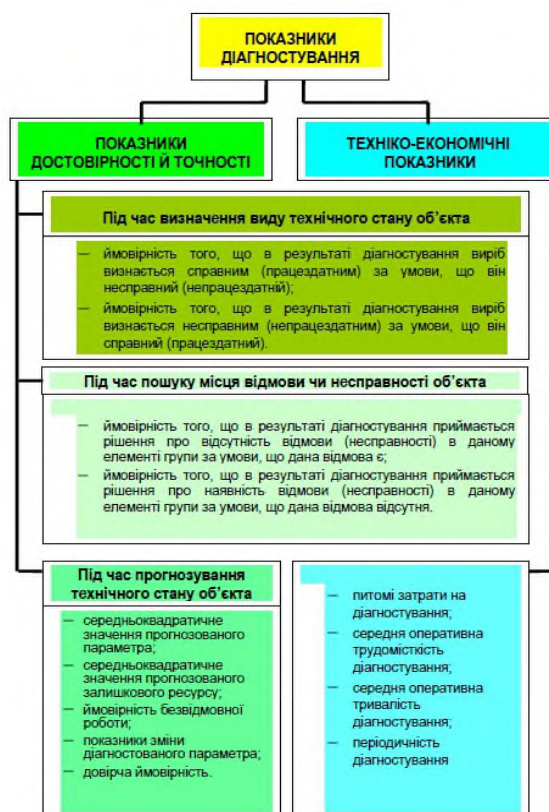 ПОКАЗНИКИ
ДІАГНОСТУВАННЯ
ПОКАЗНИКИ
ДОСТОВІРНОСТІ Й ТОЧНОСТІ
ТЕХНІКО-ЕКОНОМІЧНІ
ПОКАЗНИКИ
Під час визначення виду технічного стану об’єкта
– ймовірність того, що в результаті діагностування виріб
визнається справним (працездатним) за умови, що він
несправний (непрацездатній);
– ймовірність того, що в результаті діагностування виріб
визнається несправним (непрацездатним) за умови, що він
справний (працездатний).
Під час пошуку місця відмови чи несправності об’єкта
– ймовірність того, що в результаті діагностування приймається
рішення про відсутність відмови (несправності) в даному
елементі групи за умови, що дана відмова є;
– ймовірність того, що в результаті діагностування приймається
рішення про наявність відмови (несправності) в даному
елементі групи за умови, що дана відмова відсутня.
Під час прогнозування
технічного стану об’єкта
– середньоквадратичне
значення прогнозованого
параметра;
– середньоквадратичне
значення прогнозованого
залишкового ресурсу;
– ймовірність безвідмовної
роботи;
– показники зміни
діагностованого параметра;
– довірча ймовірність.
– питомі затрати на
діагностування;
– середня оперативна
трудомісткість
діагностування;
– середня оперативна
тривалість
діагностування;
– періодичність
діагностування